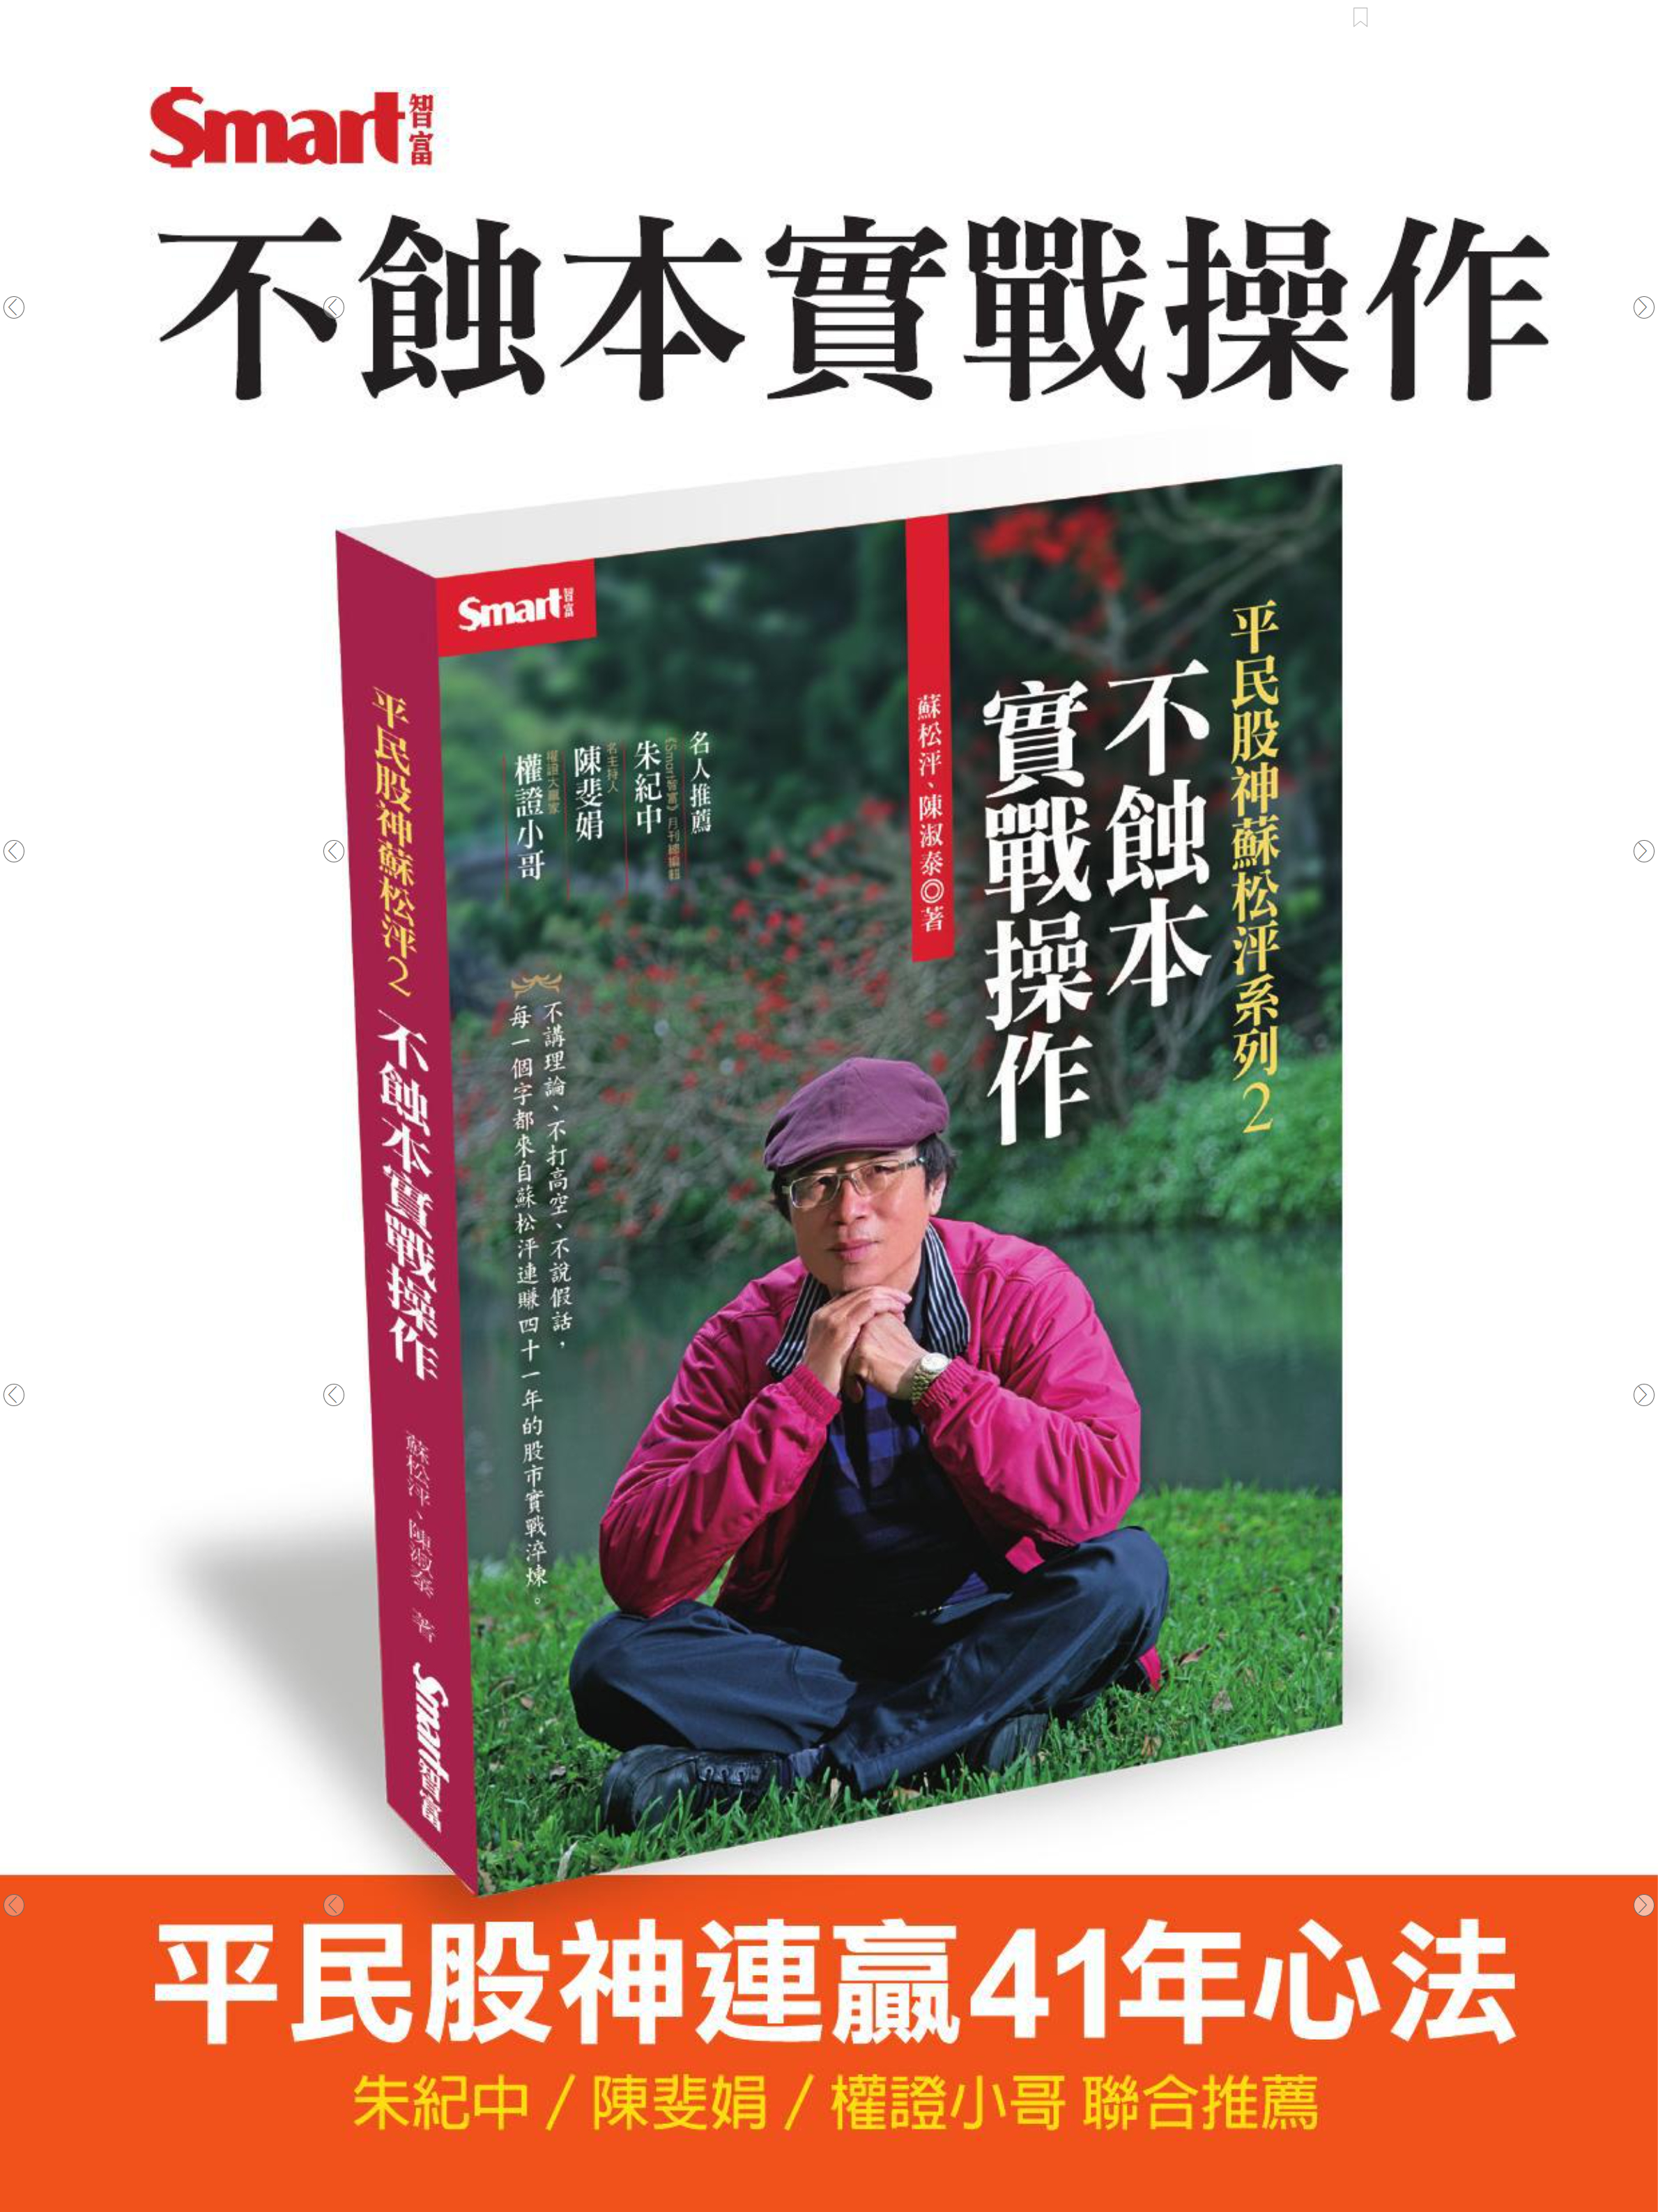 Smart智富
不蝕本實戰操作
Smart智富
平民股神蘇松泙系列2
不蝕本
實戰操作
蘇松泙、陳淑泰◎著
名人推薦
《Smart智富》月刊總編輯
朱紀中
名主持人
陳斐娟
權證大贏家
權證小哥
不講理論、不打高空、不說假話，
每一個字都來自蘇松泙連賺四十一年的股市實戰淬煉。
平民股神蘇松泙2 不蝕本實戰操作 蘇松泙、陳淑泰 著 Smart智富
平民股神連贏41年心法
朱紀中/陳斐娟/權證小哥 聯合推薦